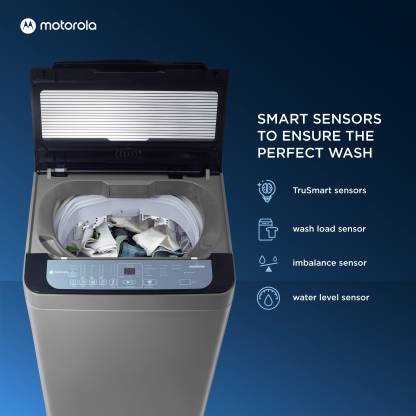 motorola
SMART SENSORS
TO ENSURE THE
PERFECT WASH
TruSmart sensors
wash load sensor
imbalance sensor
water level sensor